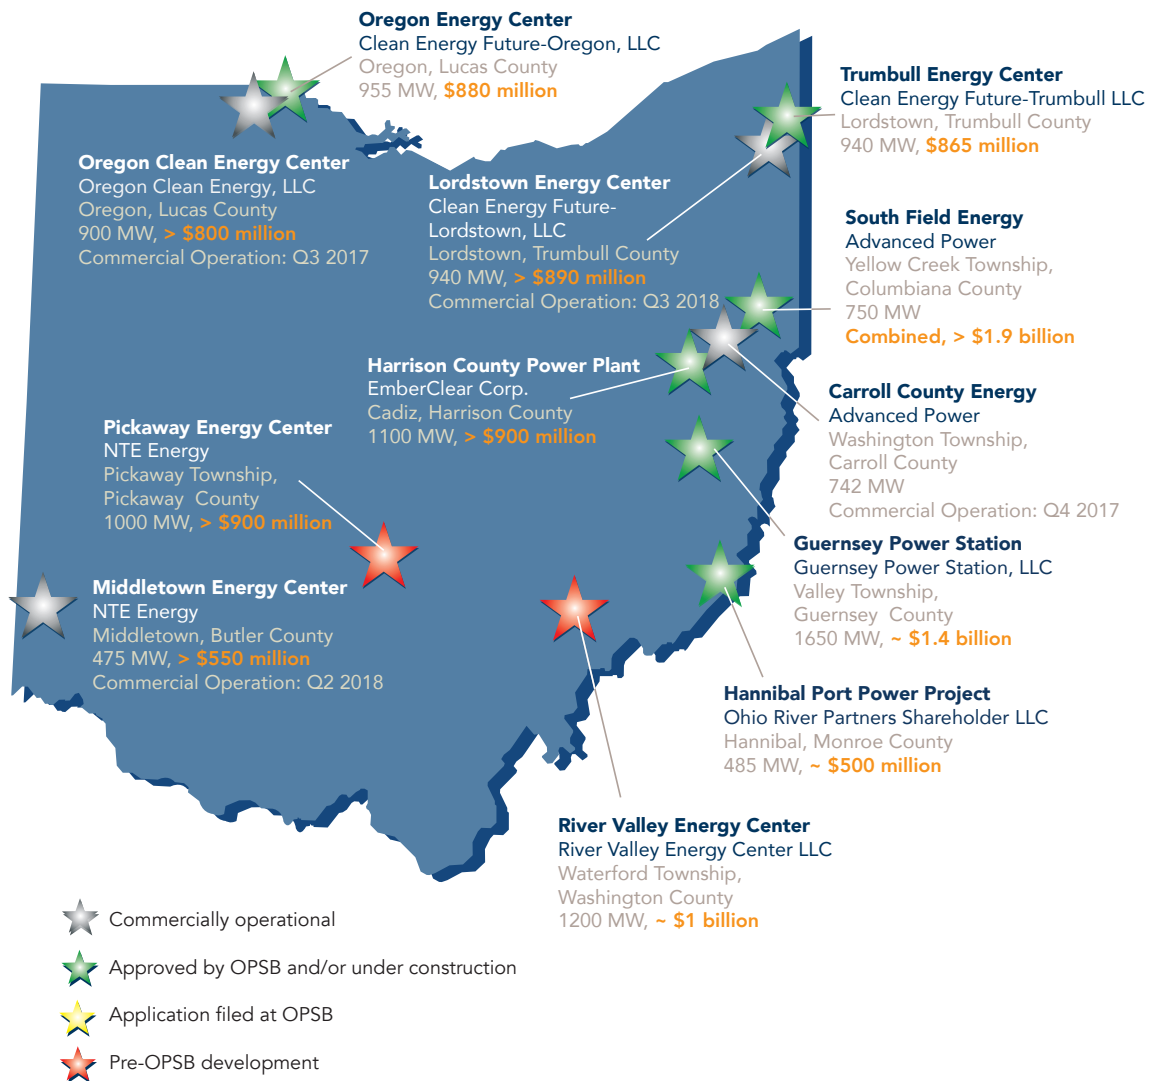 Oregon Energy Center
Clean Energy Future-Oregon, LLC
Oregon, Lucas County
955 MW, $880 million
Trumbull Energy Center
Clean Energy Future-Trumbull LLC
Lordstown, Trumbull County
940 MW, $865 million
Oregon Clean Energy Center
Oregon Clean Energy, LLC
Oregon, Lucas County
900 MW, > $800 million
Commercial Operation: Q3 2017
Lordstown Energy Center
Clean Energy Future-
Lordstown, LLC
Lordstown, Trumbull County
940 MW, > $890 million
Commercial Operation: Q3 2018
South Field Energy
Advanced Power
Yellow Creek Township,
Columbiana County
750 MW
Combined, > $1.9 billion
Harrison County Power Plant
EmberClear Corp.
Cadiz, Harrison County
1100 MW, > $900 million
Carroll County Energy
Advanced Power
Washington Township,
Carroll County
742 MW
Commercial Operation: Q4 2017
Pickaway Energy Center
NTE Energy
Pickaway Township,
Pickaway County
1000 MW, > $900 million
Guernsey Power Station
Guernsey Power Station, LLC
Valley Township,
Guernsey County
1650 MW, ~ $1.4 billion
Middletown Energy Center
NTE Energy
Middletown, Butler County
475 MW, > $550 million
Commercial Operation: Q2 2018
Hannibal Port Power Project
Ohio River Partners Shareholder LLC
Hannibal, Monroe County
485 MW, ~ $500 million
River Valley Energy Center
River Valley Energy Center LLC
Waterford Township,
Washington County
1200 MW, ~ $1 billion
Commercially operational
Approved by OPSB and/or under construction
Application filed at OPSB
Pre-OPSB development